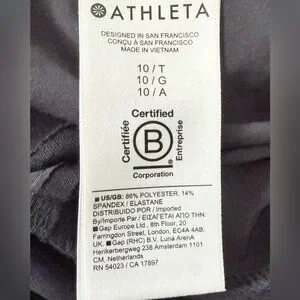 ATHLETA
DESIGNED IN SAN FRANCISCO
CONÇU À SAN FRANCISCO
MADE IN VIETNAM
10 / T
10 / G
10 / A
Certified
Certifiée
B
Entreprise
Corporation
US/GB: 86% POLYESTER, 14%
SPANDEX / ELASTANE
DISTRIBUIDO POR / Imported
By/Importe Par / ΕΙΣΑΓΕΤΑΙ ΑΠΟ ΤΗΝ:
Gap Europe Ltd , 8th Floor, 20
Farringdon Street, London, EC4A 4AB,
UK. Gap (RHC) B.V. Luna ArenA
Herikerbergweg 238 Amsterdam 1101
CM, Netherlands
RN 54023 / CA 17897